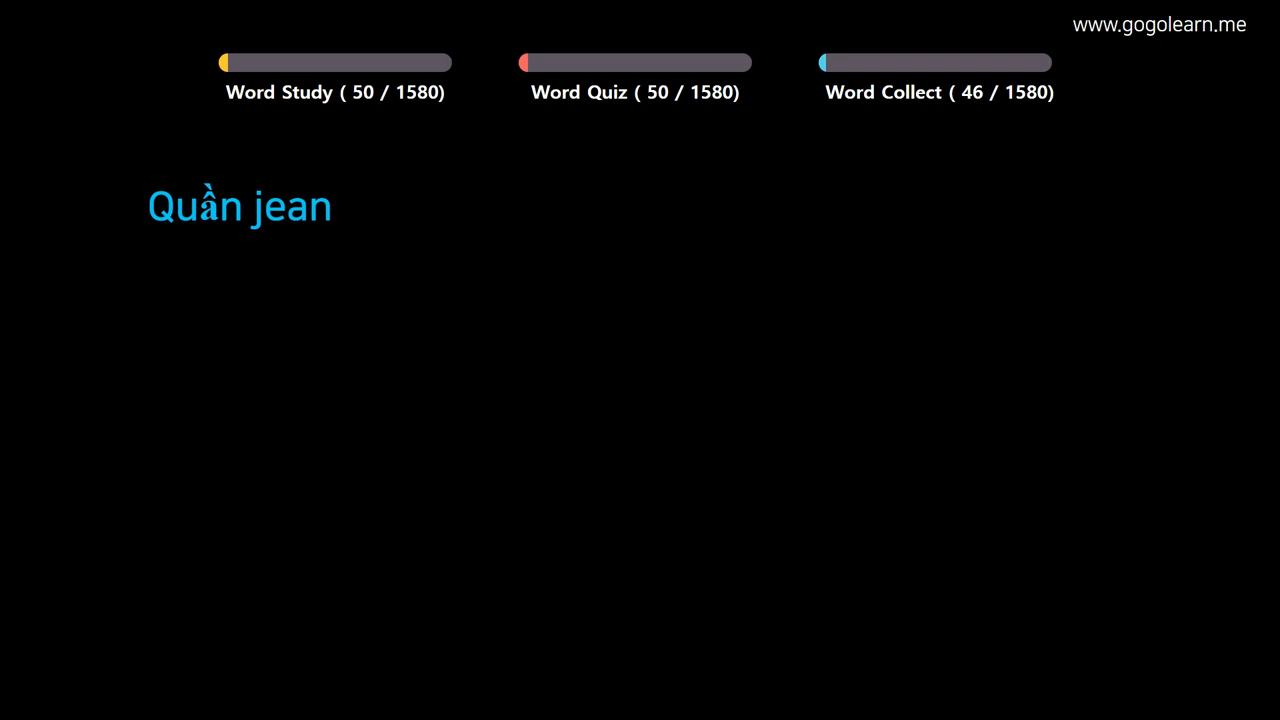 www.gogolearn.me
Word Study ( 50 / 1580)
Word Quiz ( 50 / 1580)
Word Collect ( 46 / 1580)
Quần jean